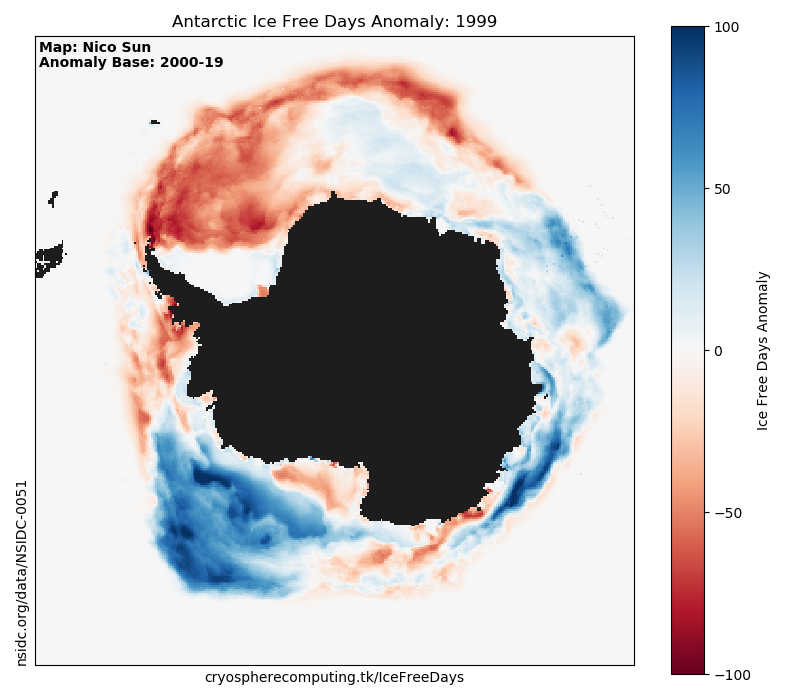 Antarctic Ice Free Days Anomaly: 1999
Map: Nico Sun
Anomaly Base: 2000-19
100
50
0
−50
−100
Ice Free Days Anomaly
nsidc.org/data/NSIDC-0051
cryospherecomputing.tk/IceFreeDays